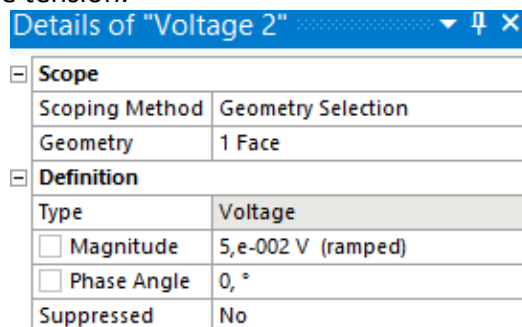 e tension.
Details of "Voltage 2"
Scope
Scoping Method Geometry Selection
Geometry 1 Face
Definition
Type Voltage
Magnitude 5,e-002 V (ramped)
Phase Angle 0, °
Suppressed No